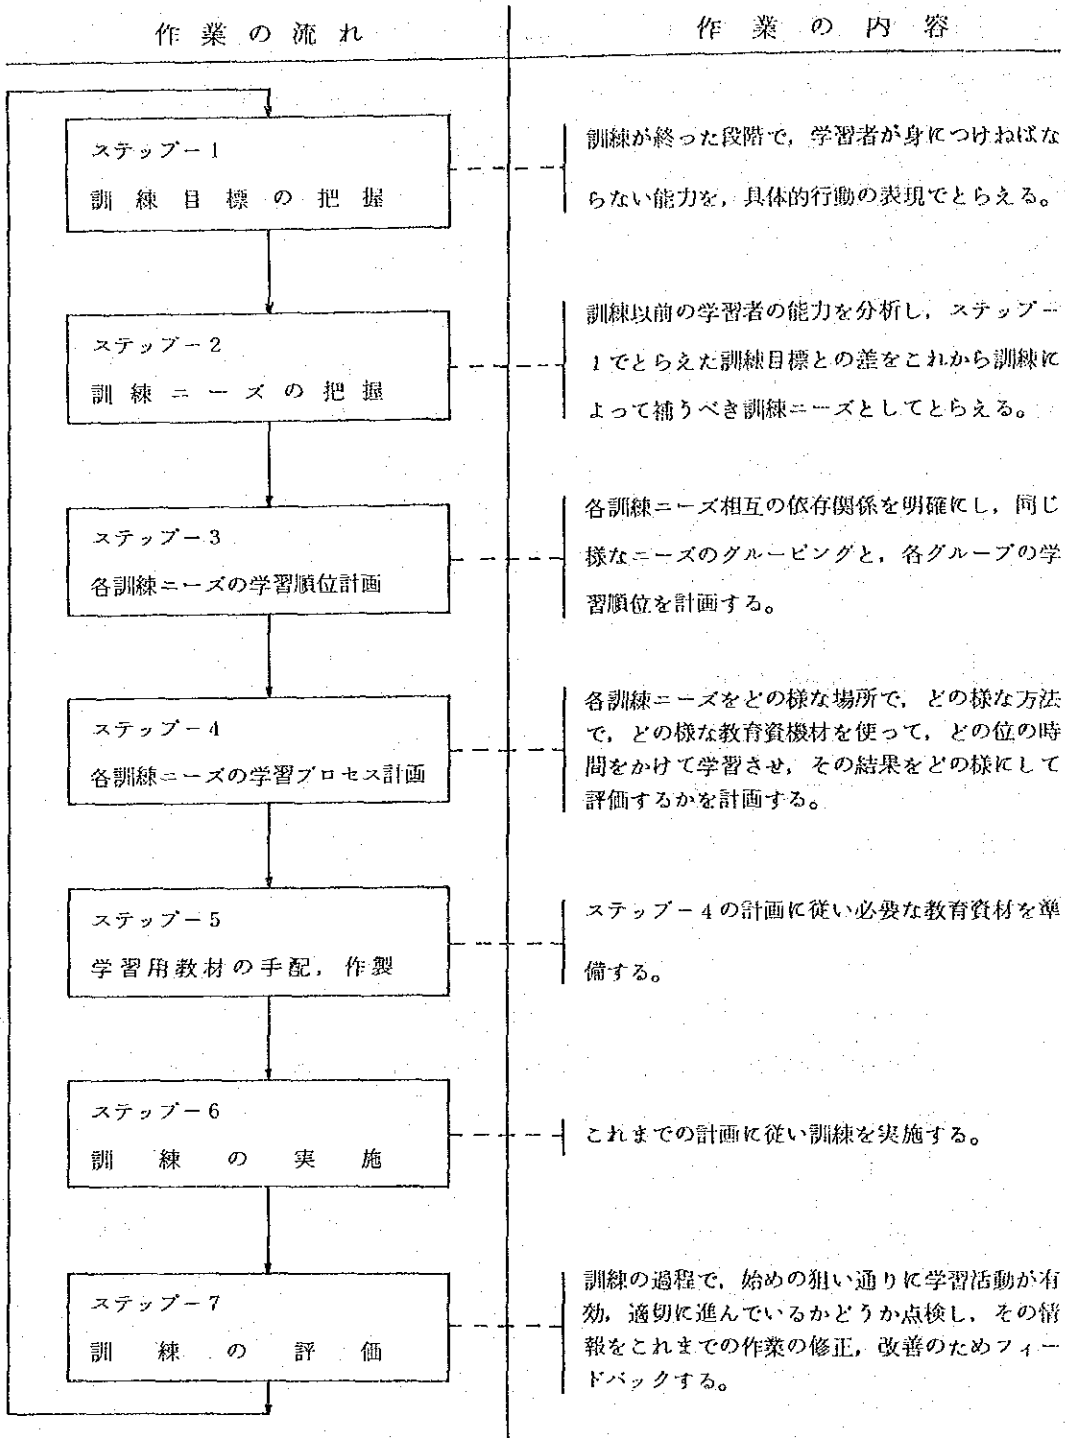 作業の流れ
作業の内容
ステップ－1
訓練目標の把握
訓練が終った段階で，学習者が身につけねばな
らない能力を，具体的行動の表現でとらえる。
ステップ－2
訓練ニーズの把握
訓練以前の学習者の能力を分析し，ステップ－
1でとらえた訓練目標との差をこれから訓練に
よって補うべき訓練ニーズとしてとらえる。
ステップ－3
各訓練ニーズの学習順位計画
各訓練ニーズ相互の依存関係を明確にし，同じ
様なニーズのグルーピングと，各グループの学
習順位を計画する。
ステップ－4
各訓練ニーズの学習プロセス計画
各訓練ニーズをどの様な場所で，どの様な方法
で，どの様な教育資機材を使って，どの位の時
間をかけて学習させ，その結果をどの様にして
評価するかを計画する。
ステップ－5
学習用教材の手配，作製
ステップ－4の計画に従い必要な教育資材を準
備する。
ステップ－6
訓練の実施
これまでの計画に従い訓練を実施する。
ステップ－7
訓練の評価
訓練の過程で，始めの狙い通りに学習活動が有
効，適切に進んでいるかどうか点検し，その情
報をこれまでの作業の修正，改善のためフィー
ドバックする。